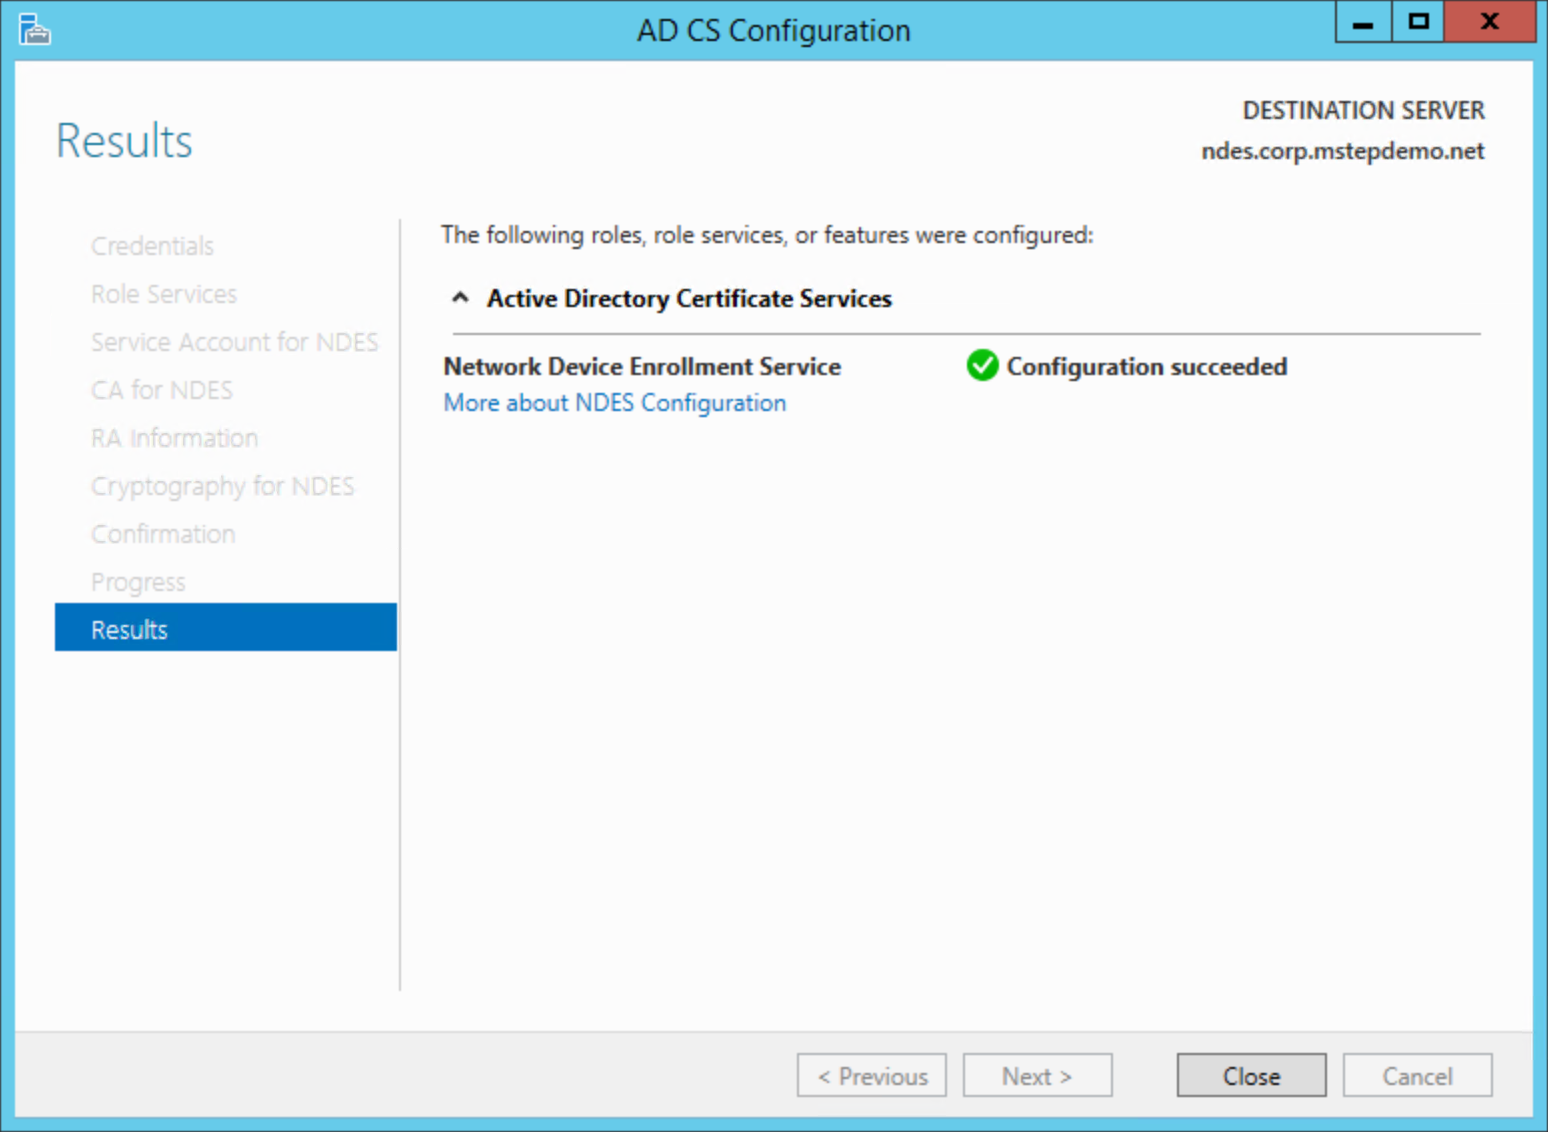 AD CS Configuration
Results
DESTINATION SERVER
ndes.corp.mstepdemo.net
Credentials
Role Services
Service Account for NDES
CA for NDES
RA Information
Cryptography for NDES
Confirmation
Progress
Results
The following roles, role services, or features were configured:
Active Directory Certificate Services
Network Device Enrollment Service Configuration succeeded
More about NDES Configuration
< Previous Next > Close Cancel